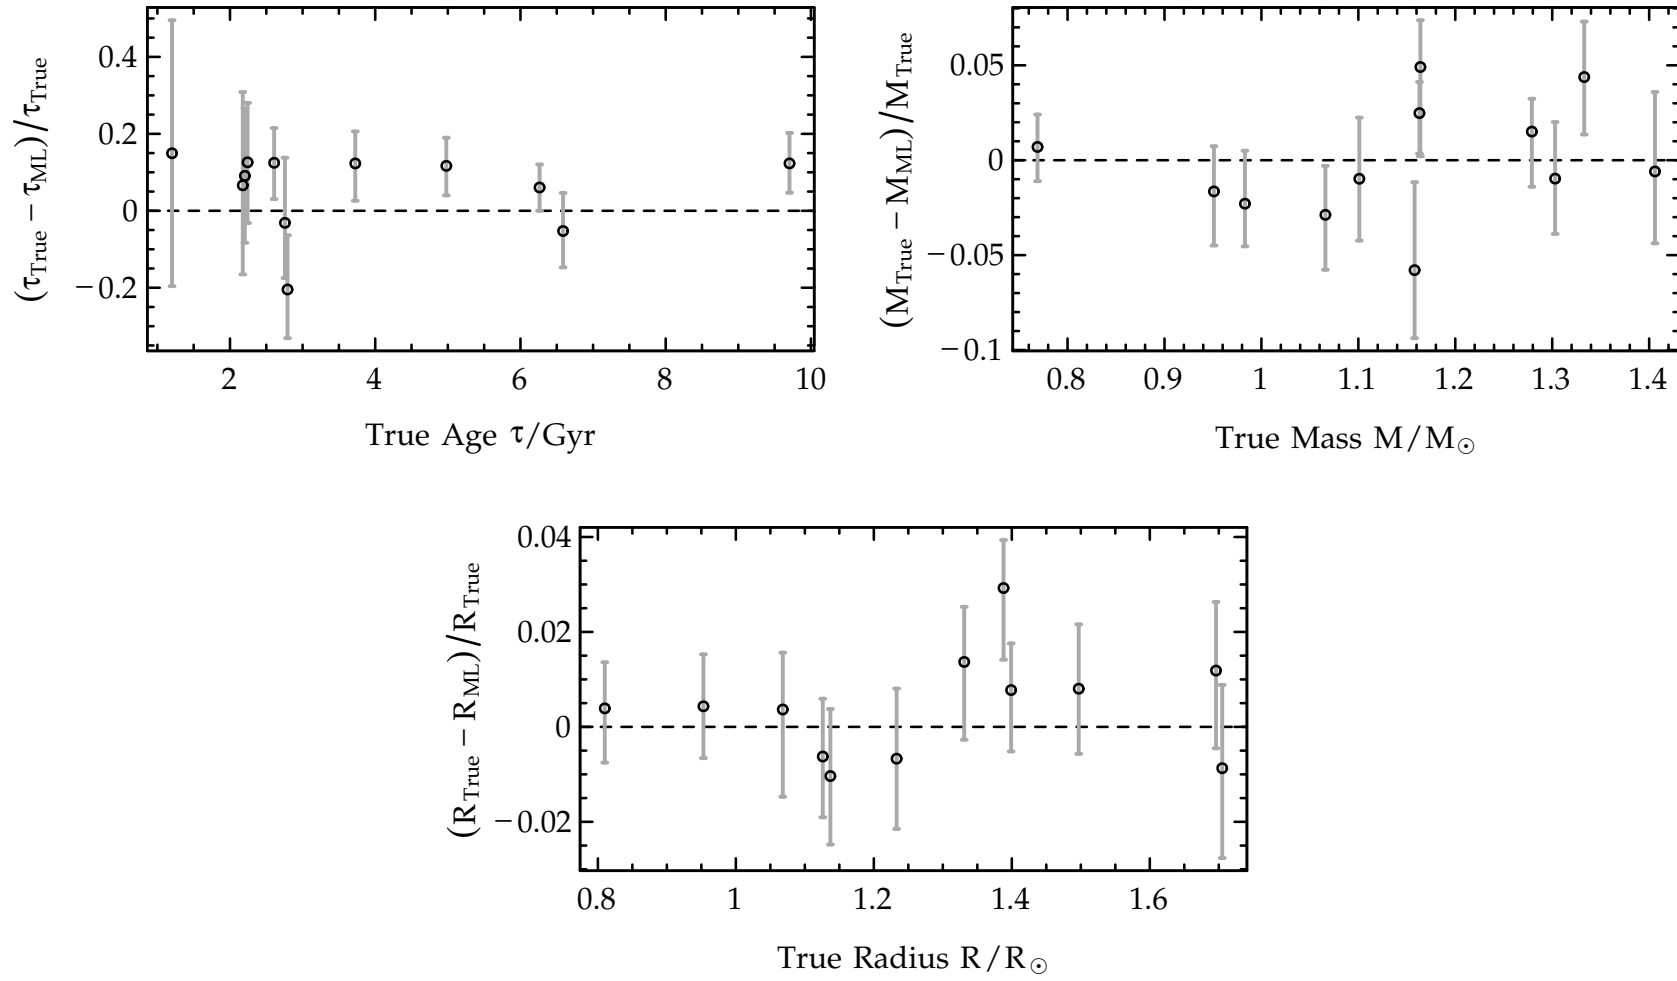 (τTrue − τML)/τTrue
0.4
0.2
0
−0.2
2 4 6 8 10
True Age τ/Gyr
(MTrue − MML)/MTrue
0.05
0
−0.05
−0.1
0.8 0.9 1 1.1 1.2 1.3 1.4
True Mass M/M☉
(RTrue − RML)/RTrue
0.04
0.02
0
−0.02
0.8 1 1.2 1.4 1.6
True Radius R/R☉